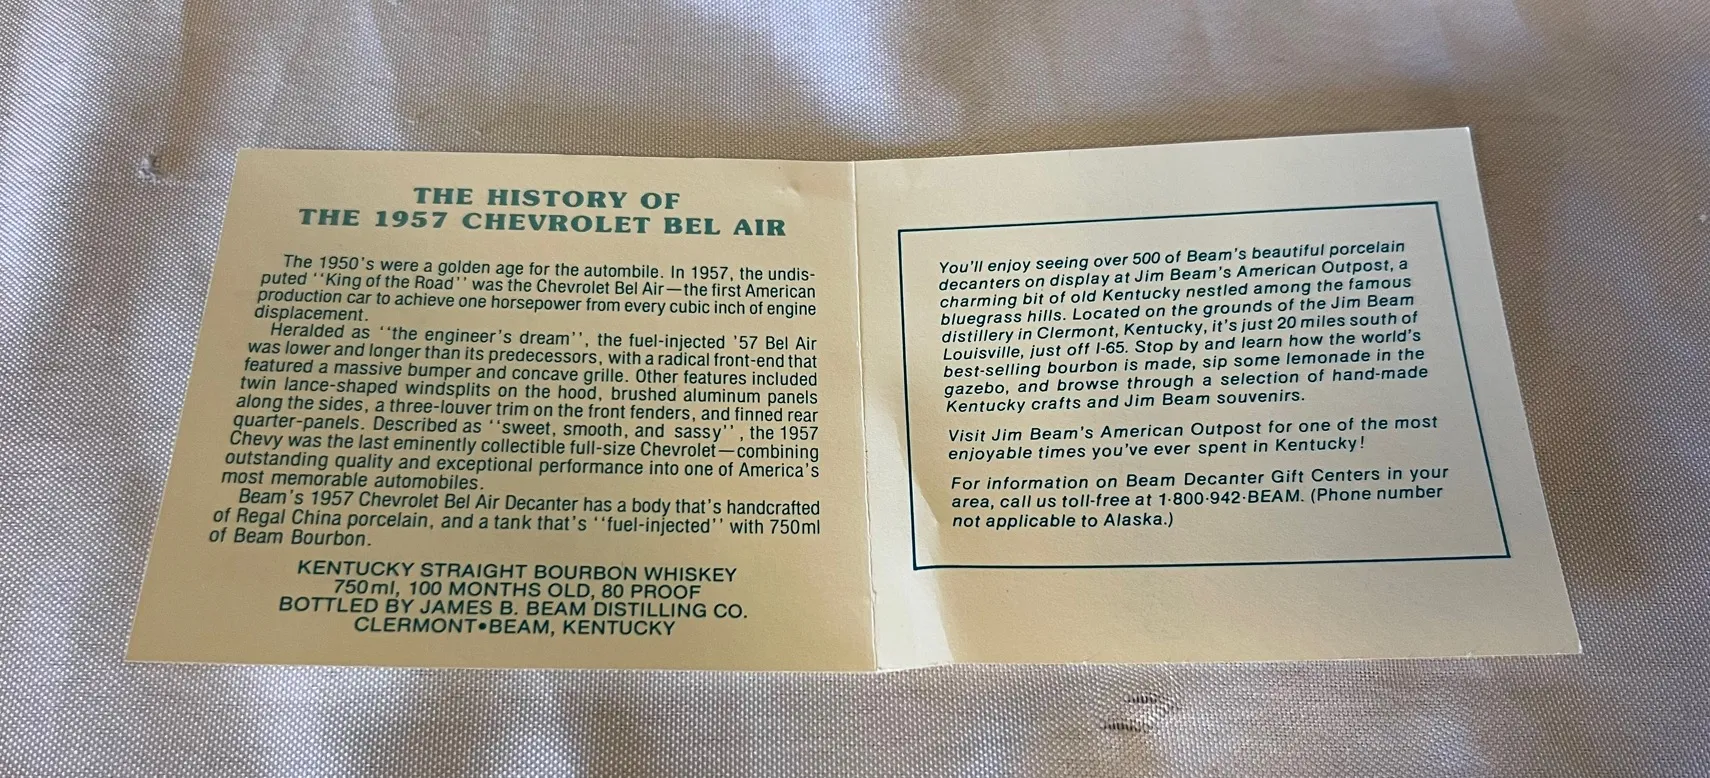 THE HISTORY OF
THE 1957 CHEVROLET BEL AIR
The 1950's were a golden age for the autombile. In 1957, the undis-
puted ''King of the Road'' was the Chevrolet Bel Air—the first American
production car to achieve one horsepower from every cubic inch of engine
displacement.
Heralded as ''the engineer's dream'', the fuel-injected '57 Bel Air
was lower and longer than its predecessors, with a radical front-end that
featured a massive bumper and concave grille. Other features included
twin lance-shaped windsplits on the hood, brushed aluminum panels
along the sides, a three-louver trim on the front fenders, and finned rear
quarter-panels. Described as ''sweet, smooth, and sassy'', the 1957
Chevy was the last eminently collectible full-size Chevrolet—combining
outstanding quality and exceptional performance into one of America's
most memorable automobiles.
Beam's 1957 Chevrolet Bel Air Decanter has a body that's handcrafted
of Regal China porcelain, and a tank that's ''fuel-injected'' with 750ml
of Beam Bourbon.
KENTUCKY STRAIGHT BOURBON WHISKEY
750ml, 100 MONTHS OLD, 80 PROOF
BOTTLED BY JAMES B. BEAM DISTILLING CO.
CLERMONT•BEAM, KENTUCKY
You'll enjoy seeing over 500 of Beam's beautiful porcelain
decanters on display at Jim Beam's American Outpost, a
charming bit of old Kentucky nestled among the famous
bluegrass hills. Located on the grounds of the Jim Beam
distillery in Clermont, Kentucky, it's just 20 miles south of
Louisville, just off I-65. Stop by and learn how the world's
best-selling bourbon is made, sip some lemonade in the
gazebo, and browse through a selection of hand-made
Kentucky crafts and Jim Beam souvenirs.
Visit Jim Beam's American Outpost for one of the most
enjoyable times you've ever spent in Kentucky!
For information on Beam Decanter Gift Centers in your
area, call us toll-free at 1-800-942-BEAM. (Phone number
not applicable to Alaska.)